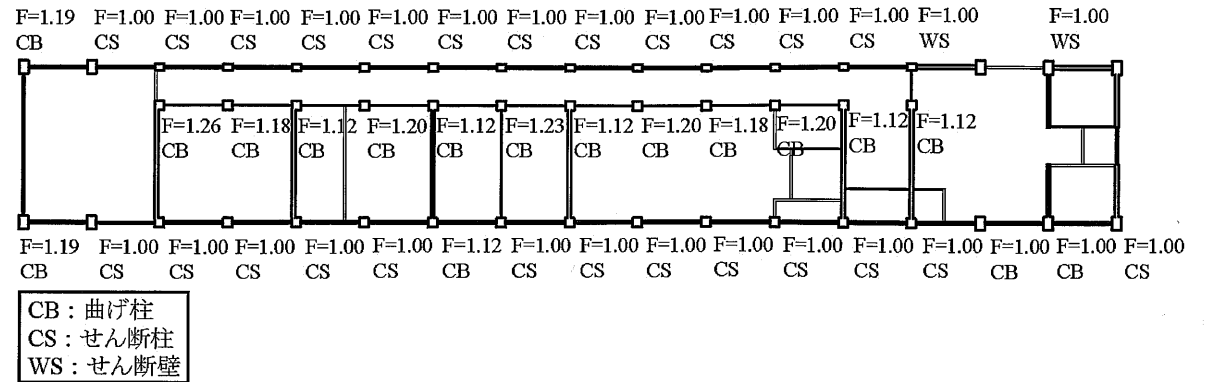 F=1.19 F=1.00 F=1.00 F=1.00 F=1.00 F=1.00 F=1.00 F=1.00 F=1.00 F=1.00 F=1.00 F=1.00 F=1.00 F=1.00 F=1.00
CB CS CS CS CS CS CS CS CS CS CS CS CS WS WS
F=1.26 F=1.18 F=1.12 F=1.20 F=1.12 F=1.23 F=1.12 F=1.20 F=1.18 F=1.20 F=1.12 F=1.12
CB CB CB CB CB CB CB CB CB CB CB CB
F=1.19 F=1.00 F=1.00 F=1.00 F=1.00 F=1.00 F=1.12 F=1.00 F=1.00 F=1.00 F=1.00 F=1.00 F=1.00 F=1.00 F=1.00 F=1.00 F=1.00
CB CS CS CS CS CS CB CS CS CS CS CS CS CS CB CB CS
CB：曲げ柱
CS：せん断柱
WS：せん断壁